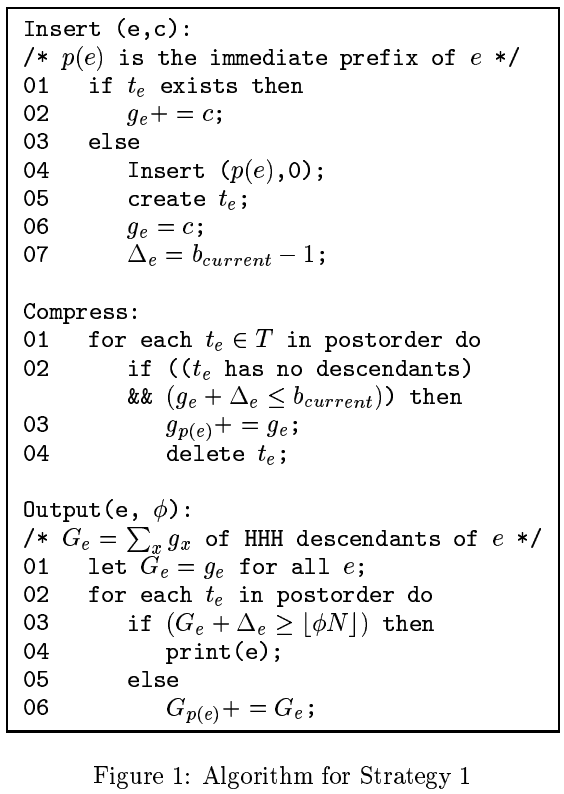 Insert (e,c):
/* p(e) is the immediate prefix of e */
01 if t_e exists then
02 g_e+ = c;
03 else
04 Insert (p(e),0);
05 create t_e;
06 g_e = c;
07 Δ_e = b_current − 1;
Compress:
01 for each t_e ∈ T in postorder do
02 if ((t_e has no descendants)
&& (g_e + Δ_e ≤ b_current)) then
03 g_p(e)+ = g_e;
04 delete t_e;
Output(e, ϕ):
/* G_e = ∑_x g_x of HHH descendants of e */
01 let G_e = g_e for all e;
02 for each t_e in postorder do
03 if (G_e + Δ_e ≥ ⌊ϕN⌋) then
04 print(e);
05 else
06 G_p(e)+ = G_e;
Figure 1: Algorithm for Strategy 1